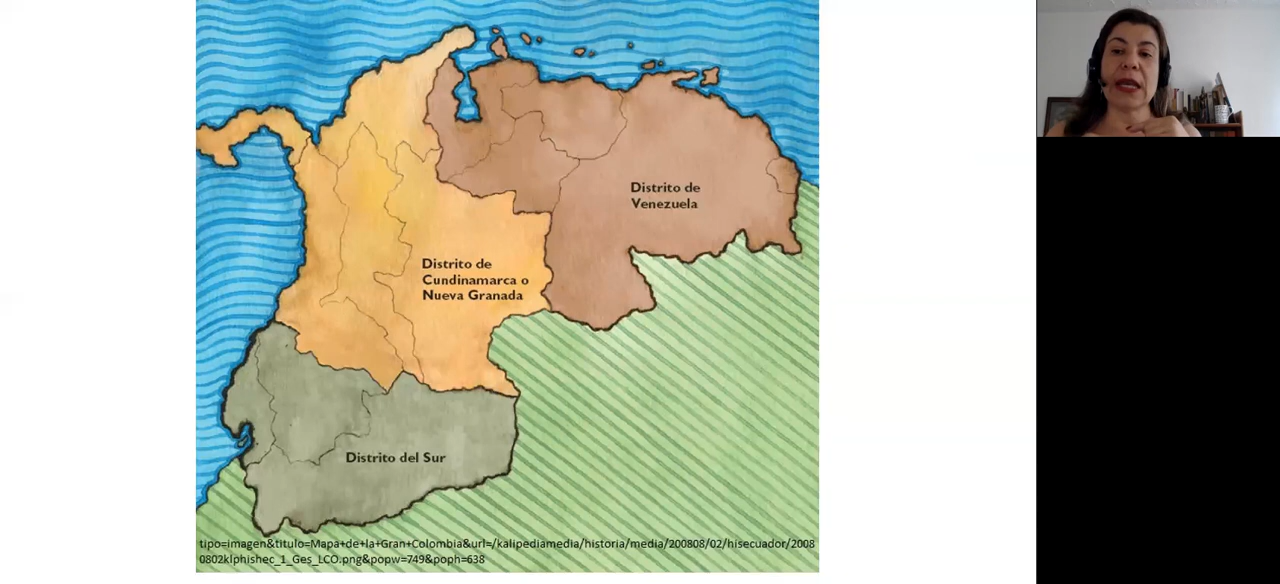 Distrito de
Venezuela
Distrito de
Cundinamarca o
Nueva Granada
Distrito del Sur
tipo=imagen&titulo=Mapa+de+la+Gran+Colombia&url=/kalipediamedia/historia/media/200808/02/hisecuador/2008
0802klphishec_1_Ges_LCO.png&popw=749&poph=638